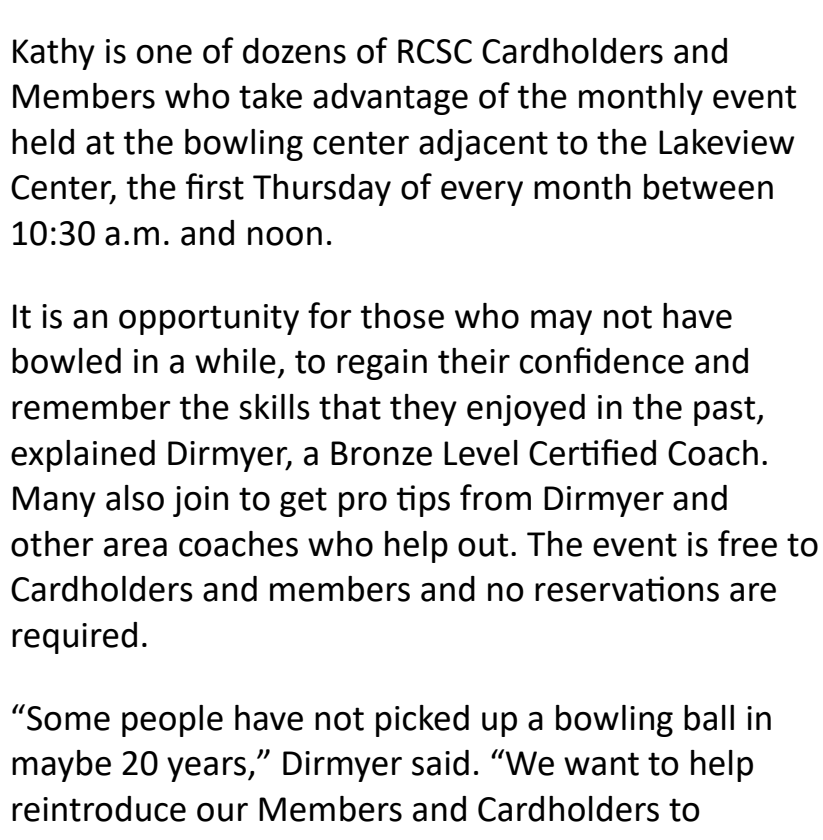 Kathy is one of dozens of RCSC Cardholders and
Members who take advantage of the monthly event
held at the bowling center adjacent to the Lakeview
Center, the first Thursday of every month between
10:30 a.m. and noon.
It is an opportunity for those who may not have
bowled in a while, to regain their confidence and
remember the skills that they enjoyed in the past,
explained Dirmyer, a Bronze Level Certified Coach.
Many also join to get pro tips from Dirmyer and
other area coaches who help out. The event is free to
Cardholders and members and no reservations are
required.
“Some people have not picked up a bowling ball in
maybe 20 years,” Dirmyer said. “We want to help
reintroduce our Members and Cardholders to